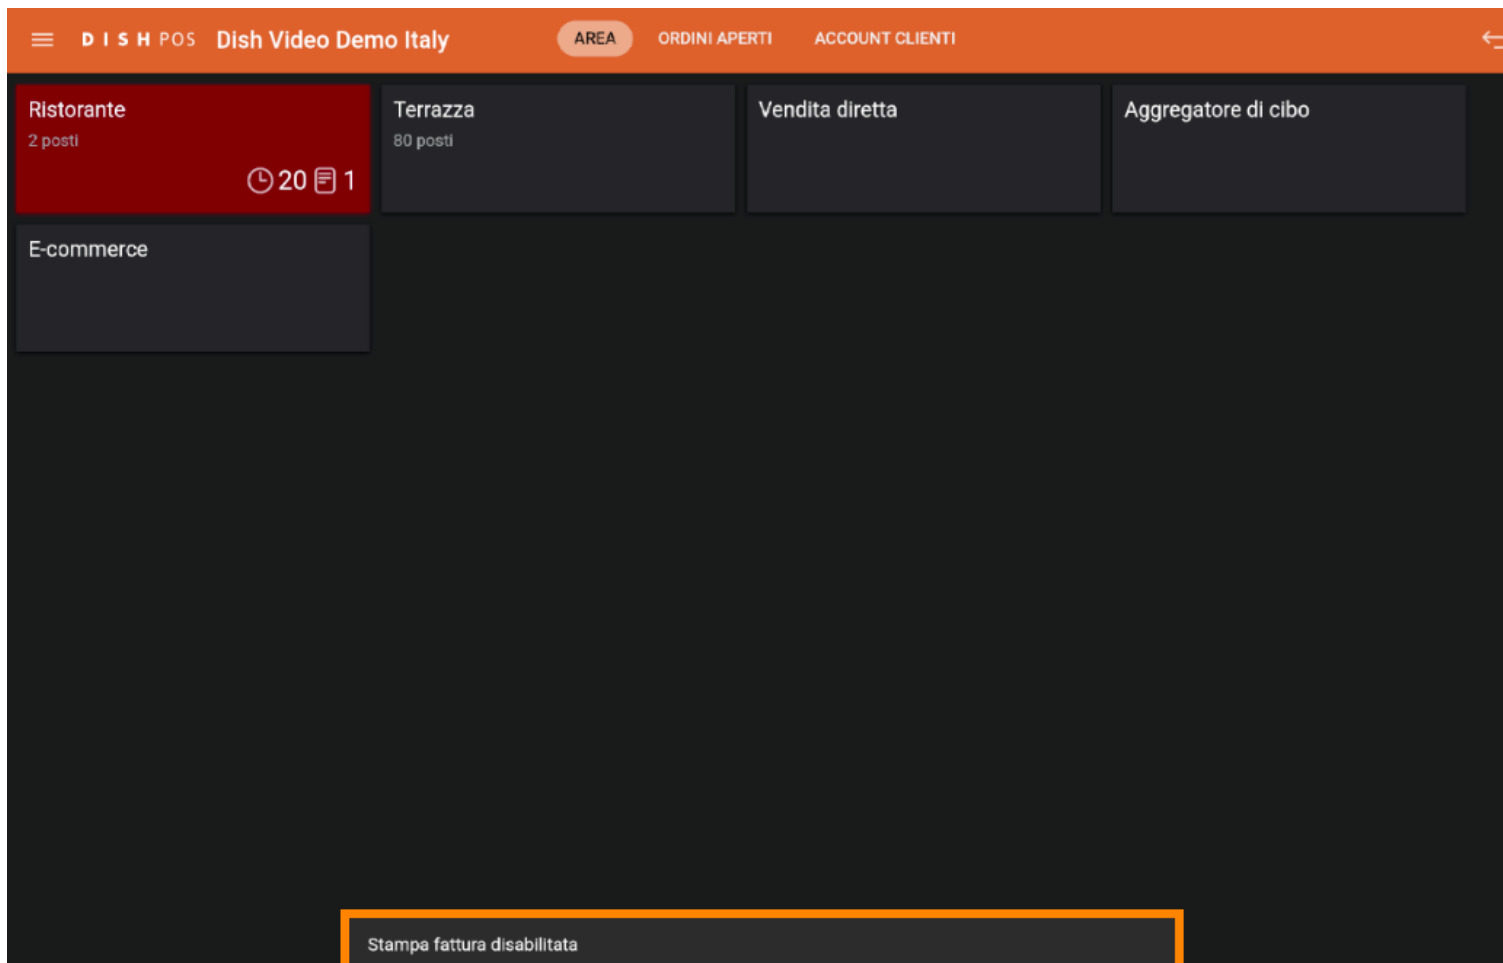 DISH POS Dish Video Demo Italy AREA ORDINI APERTI ACCOUNT CLIENTI
Ristorante
2 posti
20 1
Terrazza
80 posti
Vendita diretta
Aggregatore di cibo
E-commerce
Stampa fattura disabilitata